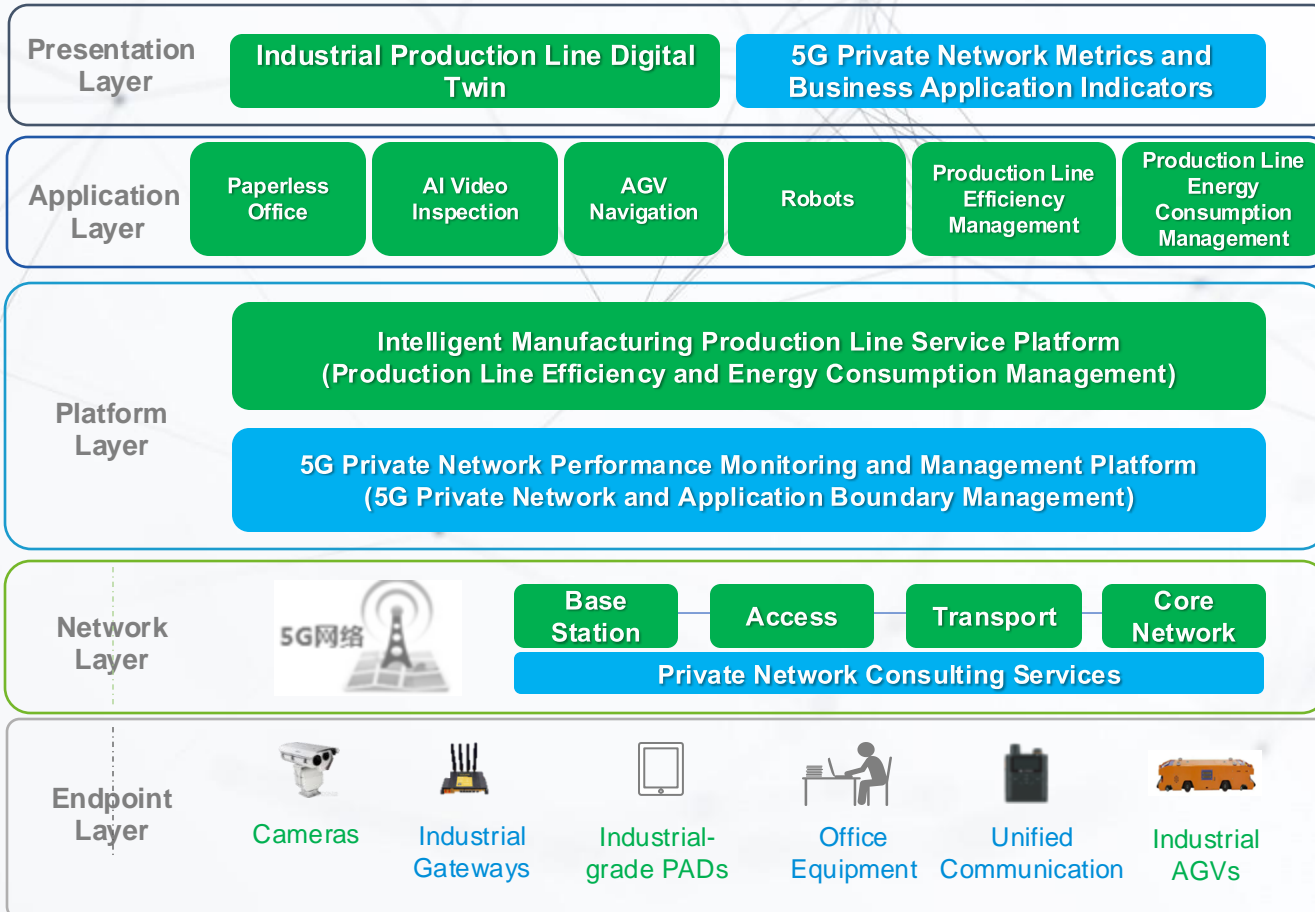 Presentation
Layer
Industrial Production Line Digital
Twin
5G Private Network Metrics and
Business Application Indicators
Application
Layer
Paperless
Office
AI Video
Inspection
AGV
Navigation
Robots
Production Line
Efficiency
Management
Production Line
Energy
Consumption
Management
Platform
Layer
Intelligent Manufacturing Production Line Service Platform
(Production Line Efficiency and Energy Consumption Management)
5G Private Network Performance Monitoring and Management Platform
(5G Private Network and Application Boundary Management)
Network
Layer
5G网络
Base
Station
Access
Transport
Core
Network
Private Network Consulting Services
Endpoint
Layer
Cameras
Industrial
Gateways
Industrial-
grade PADs
Office
Equipment
Unified
Communication
Industrial
AGVs